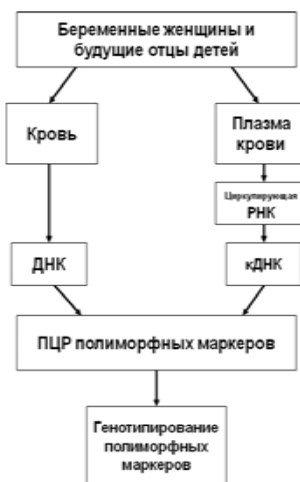 Беременные женщины и
будущие отцы детей
Кровь
Плазма
крови
Циркулирующая
РНК
ДНК
кДНК
ПЦР полиморфных маркеров
Генотипирование
полиморфных
маркеров